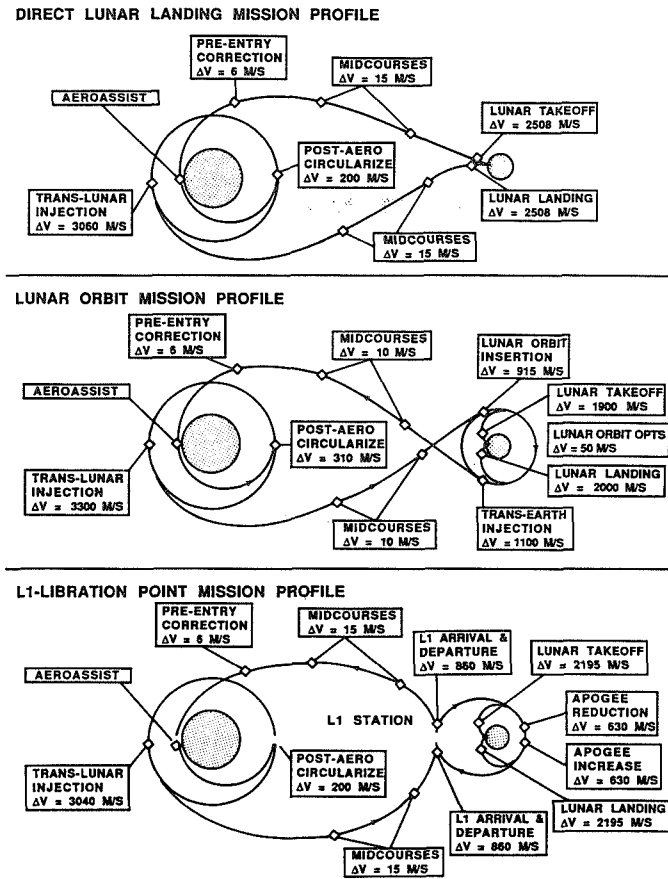 DIRECT LUNAR LANDING MISSION PROFILE
PRE-ENTRY
CORRECTION
ΔV = 6 M/S
MIDCOURSES
ΔV = 15 M/S
AEROASSIST
LUNAR TAKEOFF
ΔV = 2508 M/S
POST-AERO
CIRCULARIZE
ΔV = 200 M/S
TRANS-LUNAR
INJECTION
ΔV = 3060 M/S
LUNAR LANDING
ΔV = 2508 M/S
MIDCOURSES
ΔV = 15 M/S
LUNAR ORBIT MISSION PROFILE
PRE-ENTRY
CORRECTION
ΔV = 6 M/S
MIDCOURSES
ΔV = 10 M/S
LUNAR ORBIT
INSERTION
ΔV = 915 M/S
AEROASSIST
LUNAR TAKEOFF
ΔV = 1900 M/S
POST-AERO
CIRCULARIZE
ΔV = 310 M/S
LUNAR ORBIT OPTS
ΔV = 50 M/S
TRANS-LUNAR
INJECTION
ΔV = 3300 M/S
LUNAR LANDING
ΔV = 2000 M/S
MIDCOURSES
ΔV = 10 M/S
TRANS-EARTH
INJECTION
ΔV = 1100 M/S
L1-LIBRATION POINT MISSION PROFILE
PRE-ENTRY
CORRECTION
ΔV = 6 M/S
MIDCOURSES
ΔV = 15 M/S
L1 ARRIVAL &
DEPARTURE
ΔV = 860 M/S
LUNAR TAKEOFF
ΔV = 2195 M/S
AEROASSIST
L1 STATION
APOGEE
REDUCTION
ΔV = 630 M/S
POST-AERO
CIRCULARIZE
ΔV = 200 M/S
TRANS-LUNAR
INJECTION
ΔV = 3040 M/S
APOGEE
INCREASE
ΔV = 630 M/S
LUNAR LANDING
ΔV = 2195 M/S
L1 ARRIVAL &
DEPARTURE
ΔV = 860 M/S
MIDCOURSES
ΔV = 15 M/S